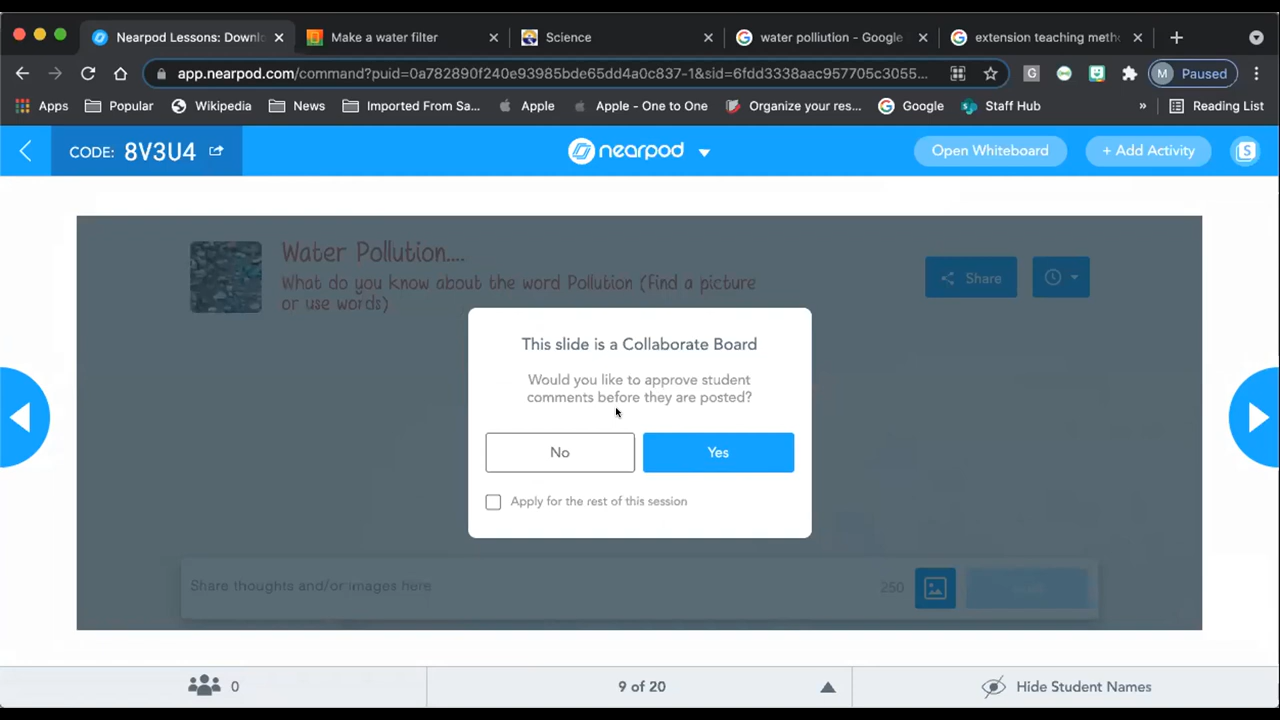 Nearpod Lessons: Downl
Make a water filter
Science
water polliution - Google
extension teaching meth
app.nearpod.com/command?puid=0a782890f240e93985bde65dd4a0c837-1&sid=6fdd3338aac957705c3055...
G
M Paused
Apps
Popular
Wikipedia
News
Imported From Sa...
Apple
Apple - One to One
Organize your res...
Google
Staff Hub
»
Reading List
CODE: 8V3U4
nearpod
Open Whiteboard
+ Add Activity
S
Water Pollution....
What do you know about the word Pollution (Find a picture
or use words)
Share
This slide is a Collaborate Board
Would you like to approve student
comments before they are posted?
No
Yes
Apply for the rest of this session
Share thoughts and/or images here
250
0
9 of 20
Hide Student Names